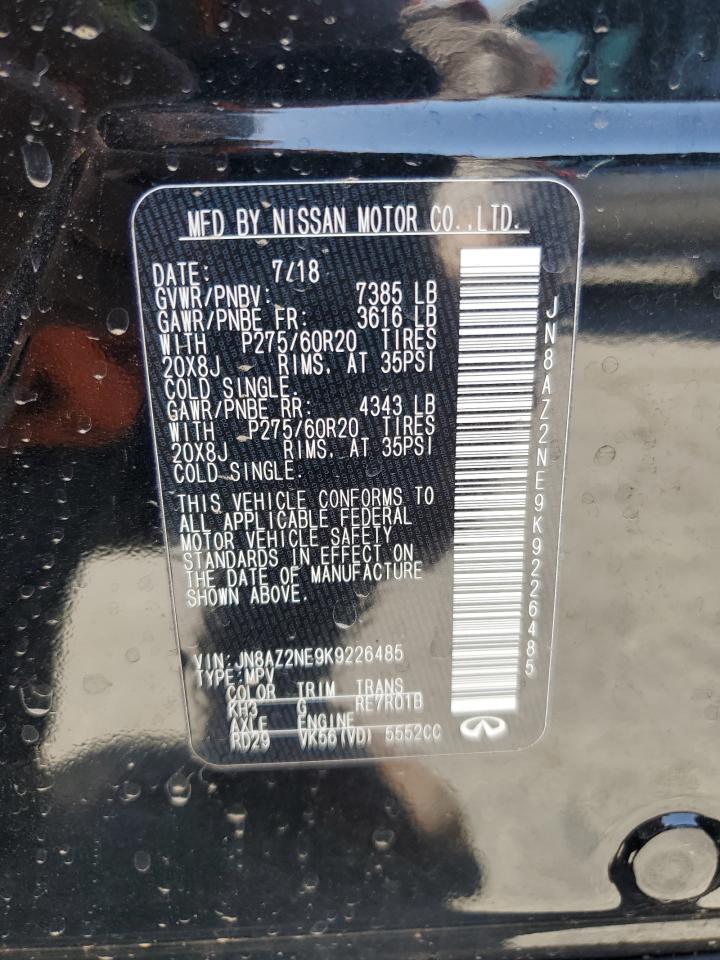 MFD BY NISSAN MOTOR CO.,LTD.
DATE: 7/18
GVWR/PNBV: 7385 LB
GAWR/PNBE FR: 3616 LB
WITH P275/60R20 TIRES
20X8J RIMS, AT 35PSI
COLD SINGLE.
GAWR/PNBE RR: 4343 LB
WITH P275/60R20 TIRES
20X8J RIMS, AT 35PSI
COLD SINGLE.
THIS VEHICLE CONFORMS TO
ALL APPLICABLE FEDERAL
MOTOR VEHICLE SAFETY
STANDARDS IN EFFECT ON
THE DATE OF MANUFACTURE
SHOWN ABOVE.
VIN: JN8AZ2NE9K9226485
TYPE: MPV
COLOR TRIM TRANS
KH3 G RE7R01B
AXLE ENGINE
RD29 VK56(VD) 5552CC
JN8AZ2NE9K9226485